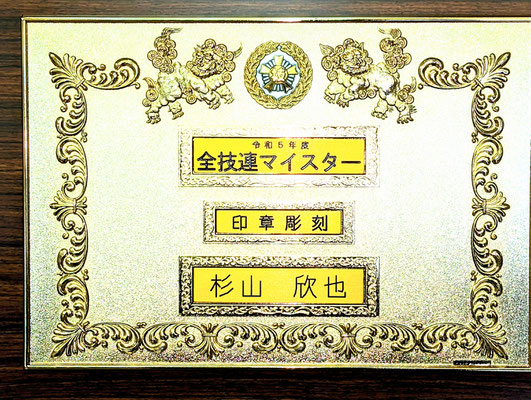 令和5年度
全技連マイスター
印章彫刻
杉山 欣也